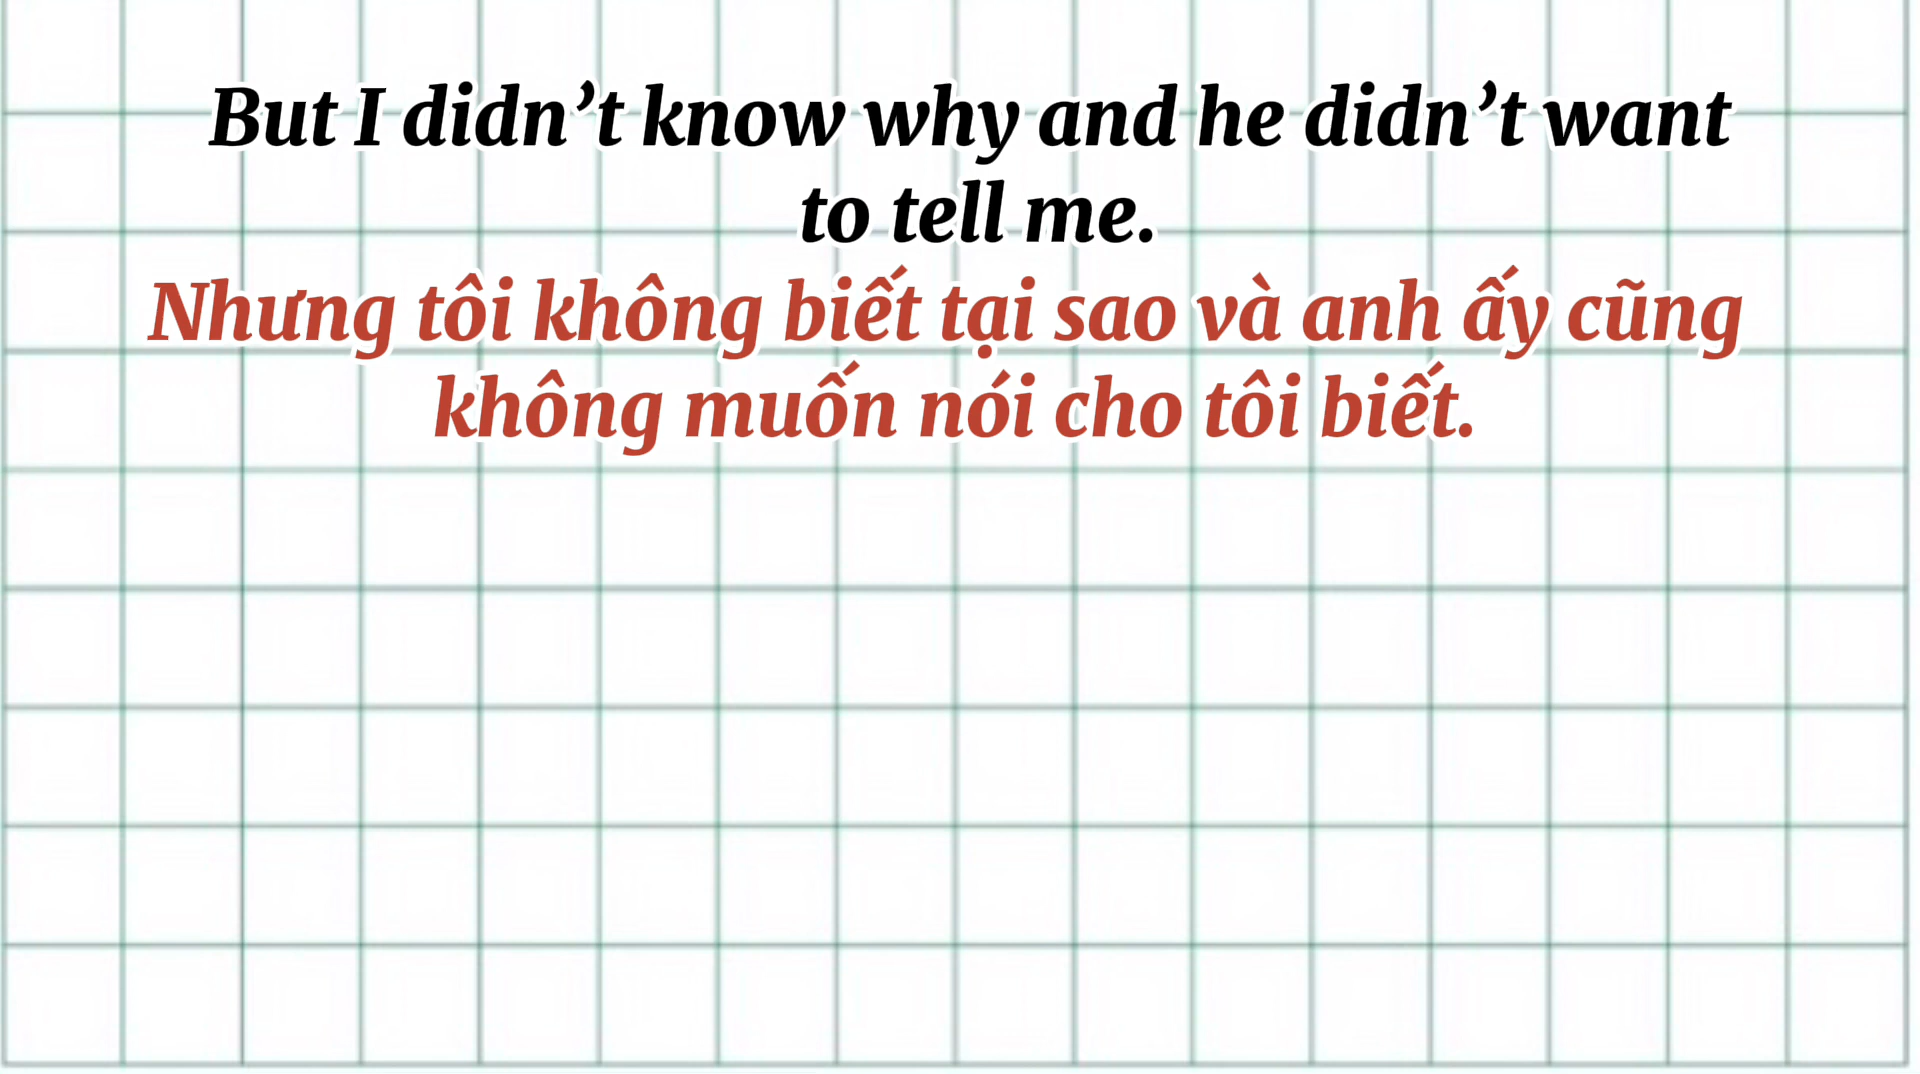 But I didn’t know why and he didn’t want
to tell me.
Nhưng tôi không biết tại sao và anh ấy cũng
không muốn nói cho tôi biết.